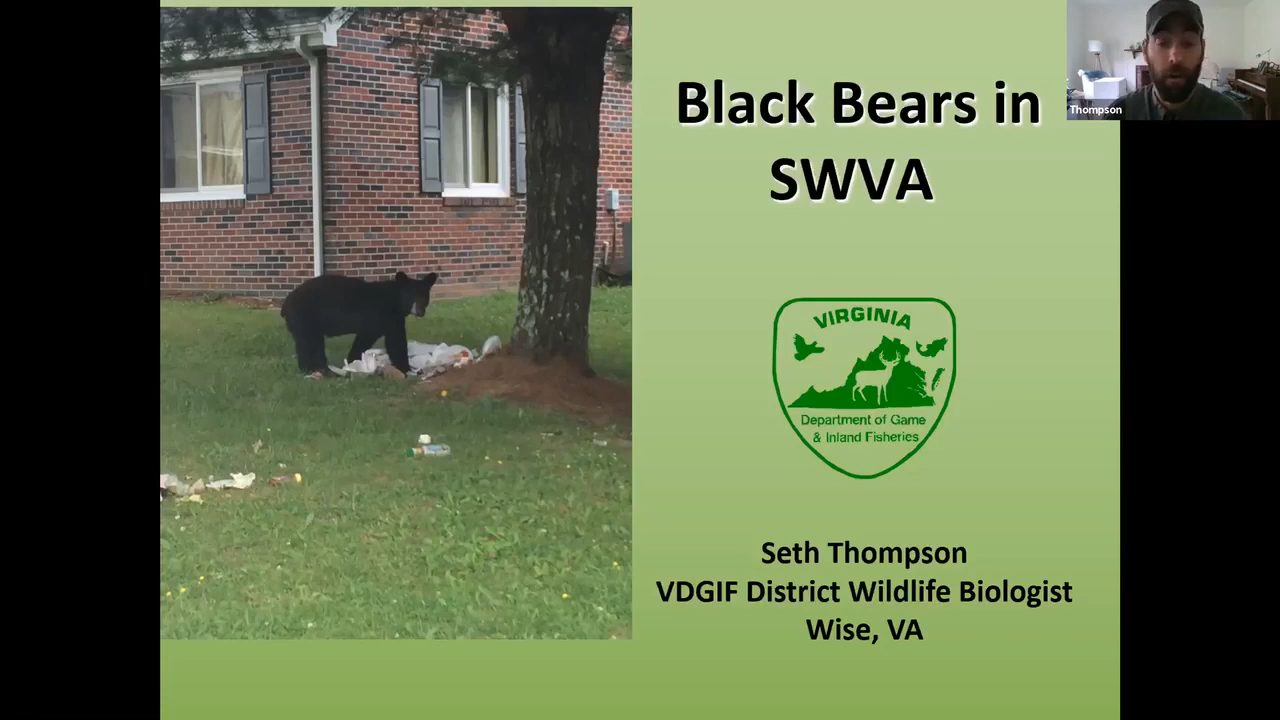 Black Bears in
SWVA
Thompson
VIRGINIA
Department of Game
& Inland Fisheries
Seth Thompson
VDGIF District Wildlife Biologist
Wise, VA